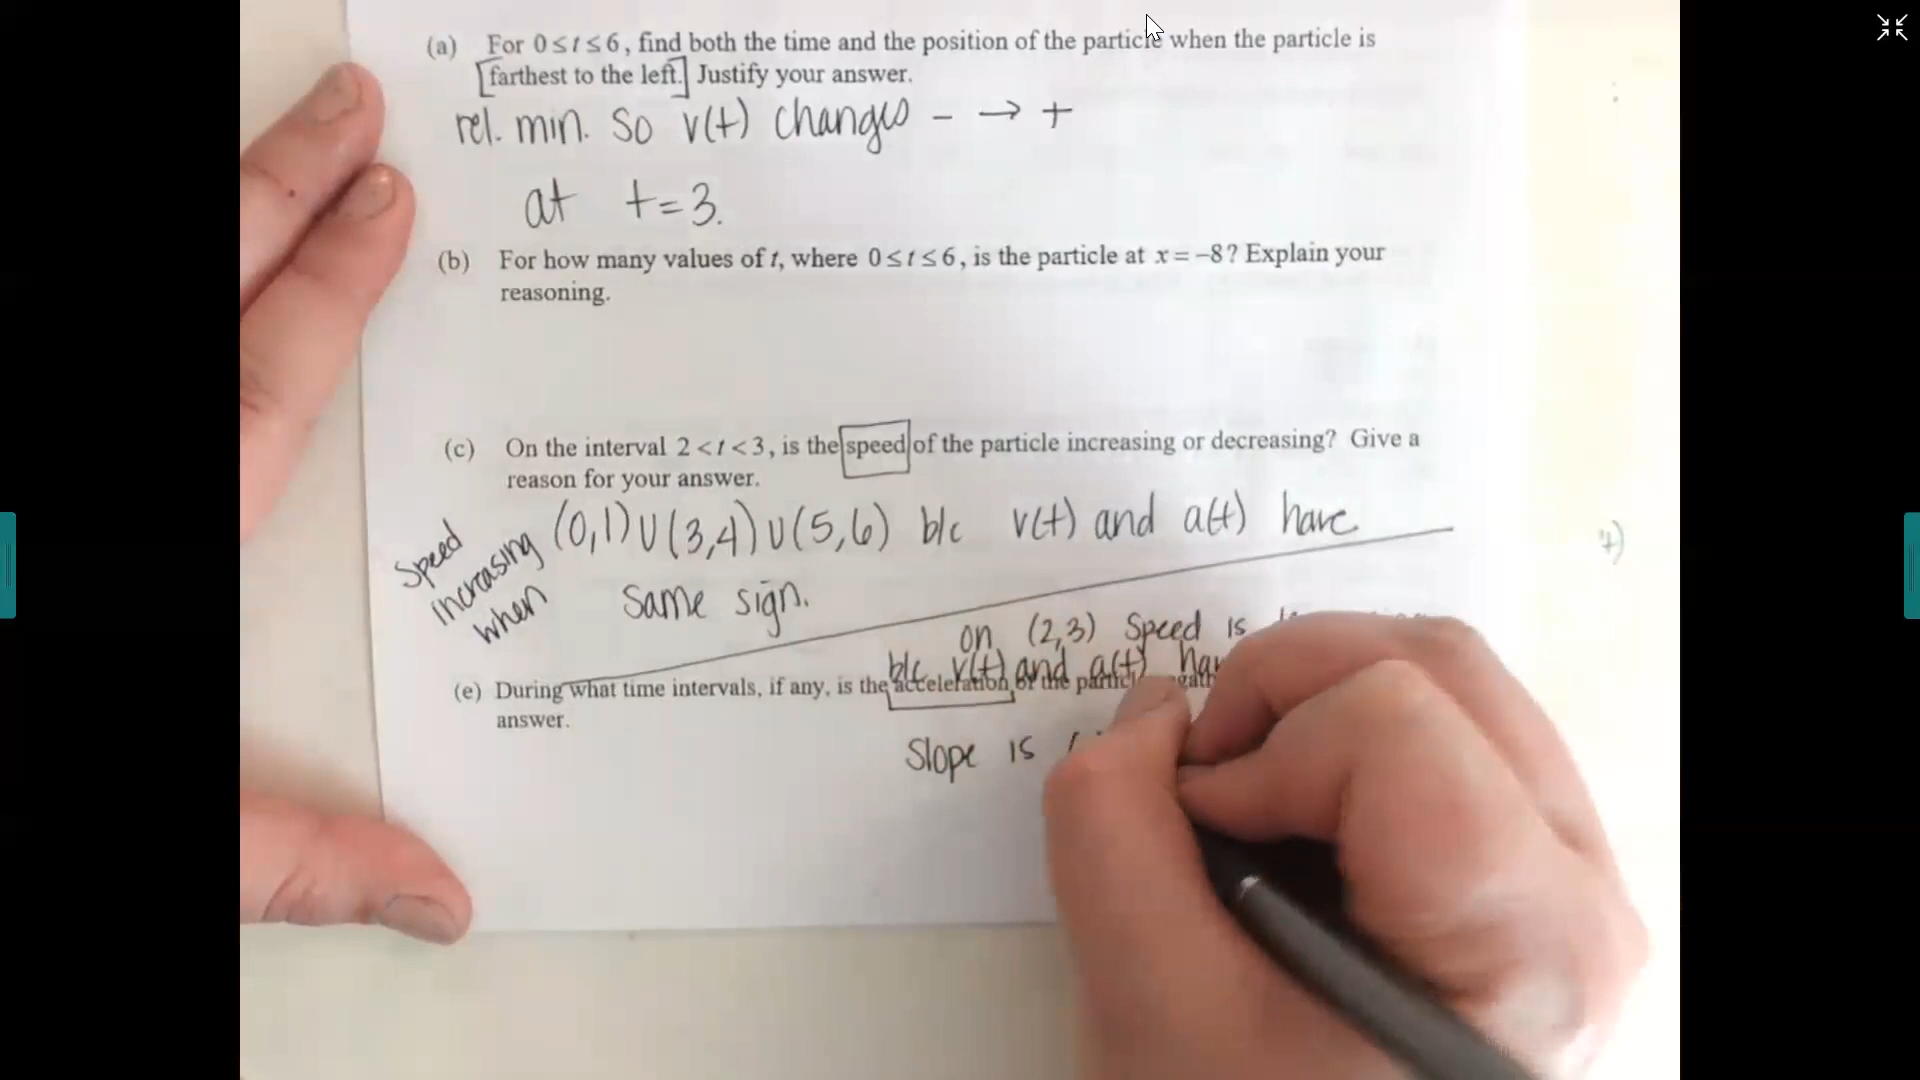 (a) For 0≤t≤6, find both the time and the position of the particle when the particle is
farthest to the left. Justify your answer.
rel. min. so v(t) changes - → +
at t=3.
(b) For how many values of t, where 0≤t≤6, is the particle at x=-8? Explain your
reasoning.
(c) On the interval 2<t<3, is the speed of the particle increasing or decreasing? Give a
reason for your answer.
Speed
increasing
when
(0,1)∪(3,4)∪(5,6) b/c v(t) and a(t) have
same sign.
on (2,3) Speed is
b/c v(t) and a(t)
(e) During what time intervals, if any, is the acceleration of the
answer.
Slope is